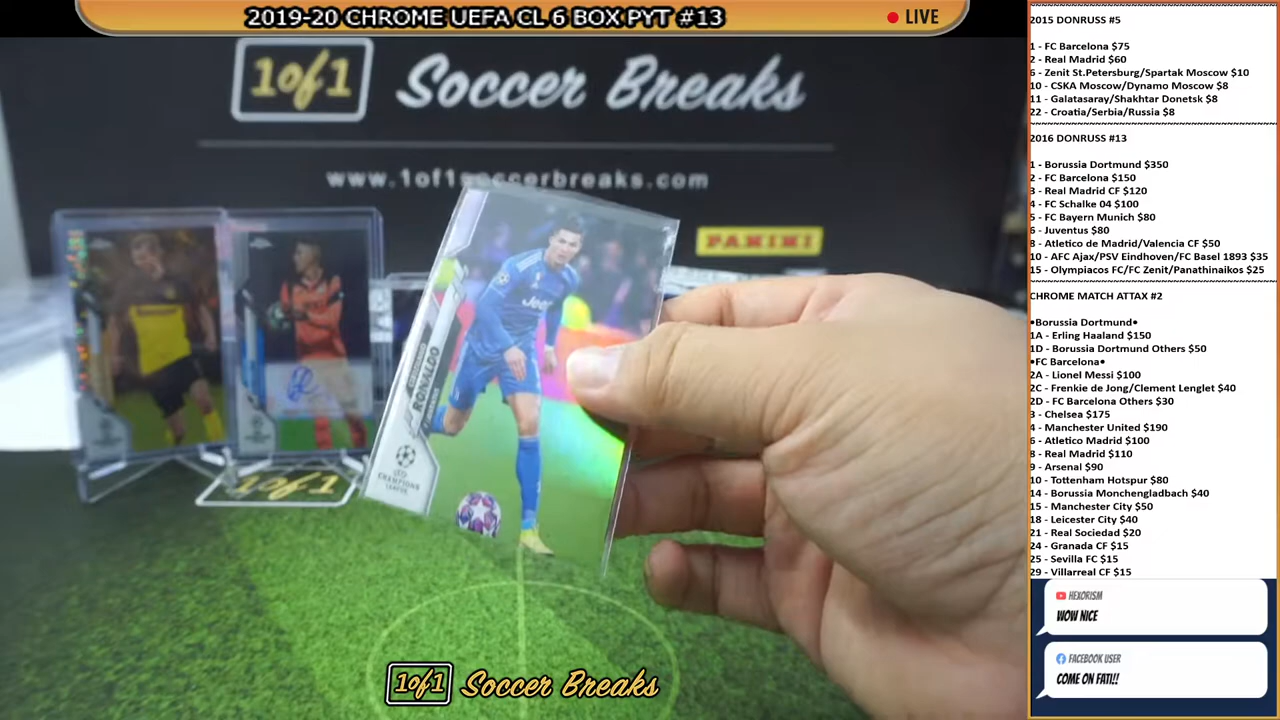 2019-20 CHROME UEFA CL 6 BOX PYT #13
LIVE
1of1 Soccer Breaks
www.1of1soccerbreaks.com
PANINI
RONALDO
JUVENTUS
UEFA
CHAMPIONS
LEAGUE
Jeep
1of1
1of1 Soccer Breaks
2015 DONRUSS #5
1 - FC Barcelona $75
2 - Real Madrid $60
6 - Zenit St.Petersburg/Spartak Moscow $10
10 - CSKA Moscow/Dynamo Moscow $8
11 - Galatasaray/Shakhtar Donetsk $8
22 - Croatia/Serbia/Russia $8
2016 DONRUSS #13
1 - Borussia Dortmund $350
2 - FC Barcelona $150
3 - Real Madrid CF $120
4 - FC Schalke 04 $100
5 - FC Bayern Munich $80
6 - Juventus $80
8 - Atletico de Madrid/Valencia CF $50
10 - AFC Ajax/PSV Eindhoven/FC Basel 1893 $35
15 - Olympiacos FC/FC Zenit/Panathinaikos $25
CHROME MATCH ATTAX #2
•Borussia Dortmund•
1A - Erling Haaland $150
1D - Borussia Dortmund Others $50
•FC Barcelona•
2A - Lionel Messi $100
2C - Frenkie de Jong/Clement Lenglet $40
2D - FC Barcelona Others $30
3 - Chelsea $175
4 - Manchester United $190
6 - Atletico Madrid $100
8 - Real Madrid $110
9 - Arsenal $90
10 - Tottenham Hotspur $80
14 - Borussia Monchengladbach $40
15 - Manchester City $50
18 - Leicester City $40
21 - Real Sociedad $20
24 - Granada CF $15
25 - Sevilla FC $15
29 - Villarreal CF $15
HEXORISM
WOW NICE
FACEBOOK USER
COME ON FATI!!